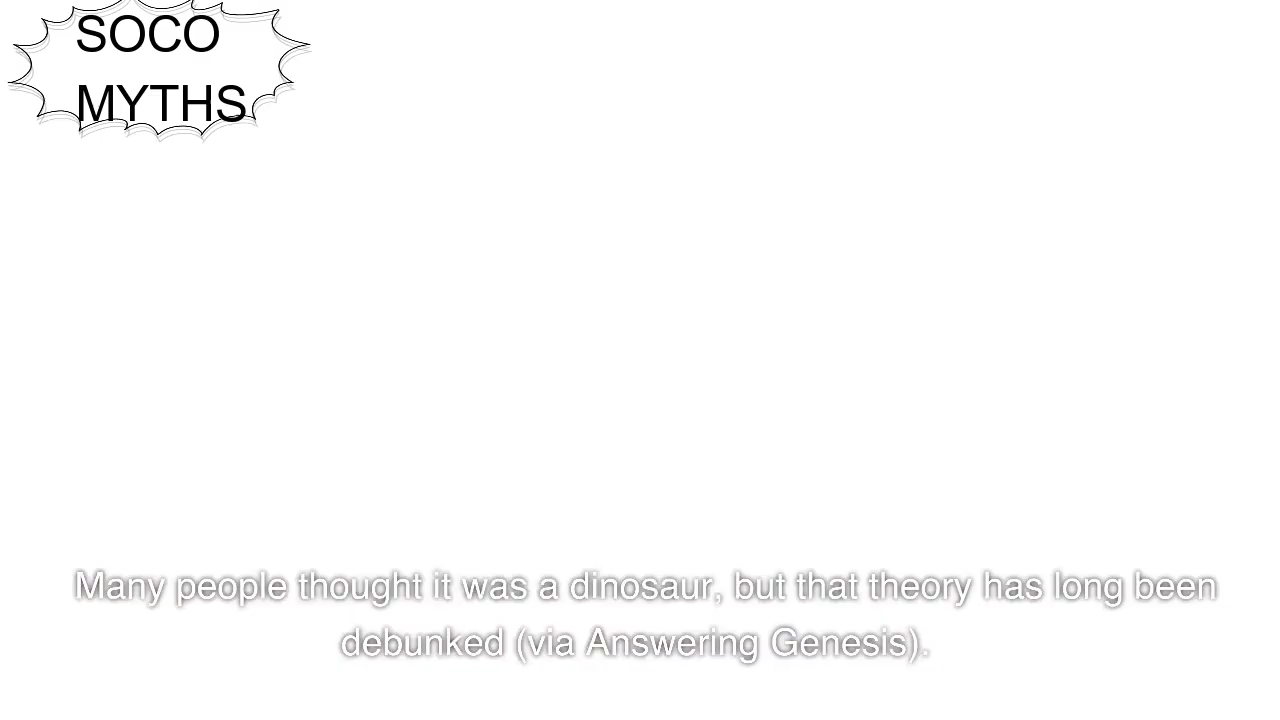 SOCO
MYTHS
Many people thought it was a dinosaur, but that theory has long been
debunked (via Answering Genesis).